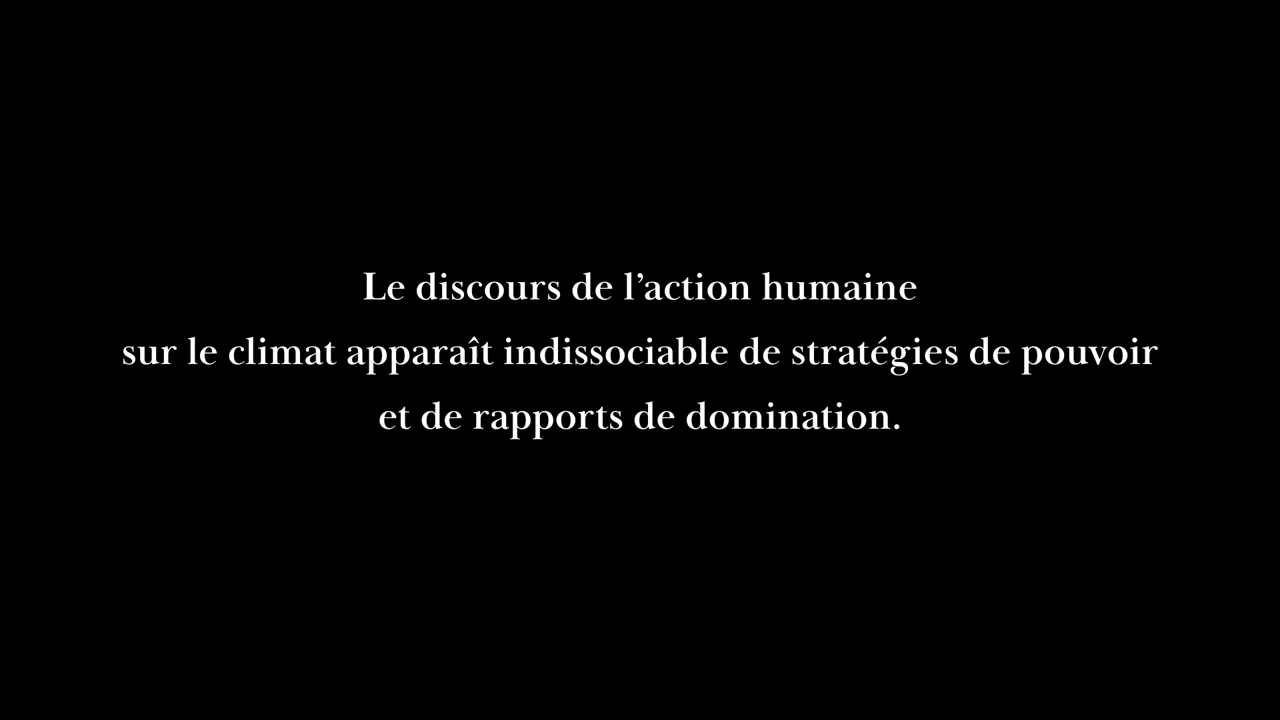 Le discours de l’action humaine
sur le climat apparaît indissociable de stratégies de pouvoir
et de rapports de domination.